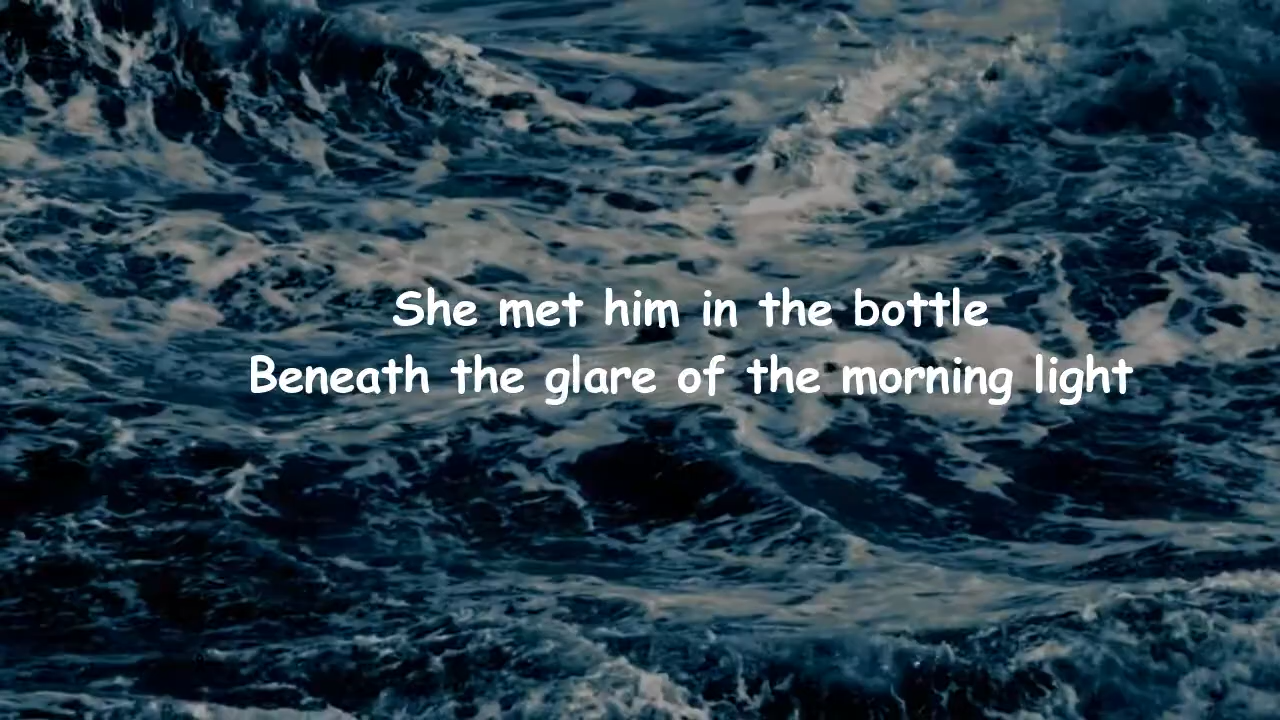 She met him in the bottle
Beneath the glare of the morning light